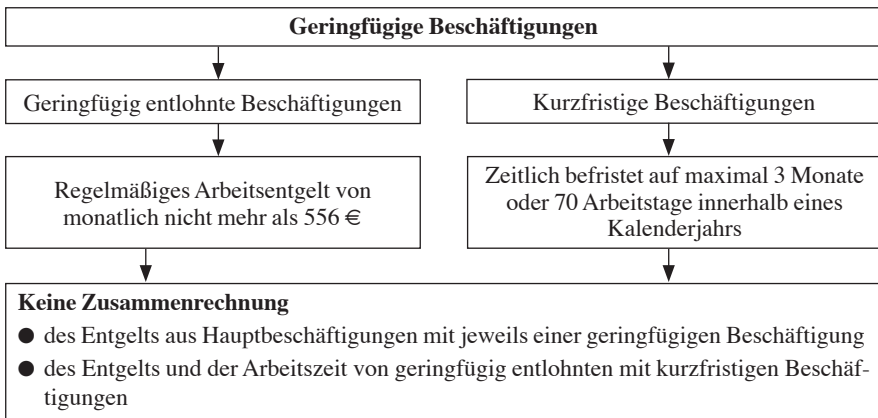 Geringfügige Beschäftigungen
Geringfügig entlohnte Beschäftigungen
Kurzfristige Beschäftigungen
Regelmäßiges Arbeitsentgelt von
monatlich nicht mehr als 556 €
Zeitlich befristet auf maximal 3 Monate
oder 70 Arbeitstage innerhalb eines
Kalenderjahrs
Keine Zusammenrechnung
● des Entgelts aus Hauptbeschäftigungen mit jeweils einer geringfügigen Beschäftigung
● des Entgelts und der Arbeitszeit von geringfügig entlohnten mit kurzfristigen Beschäf-
tigungen